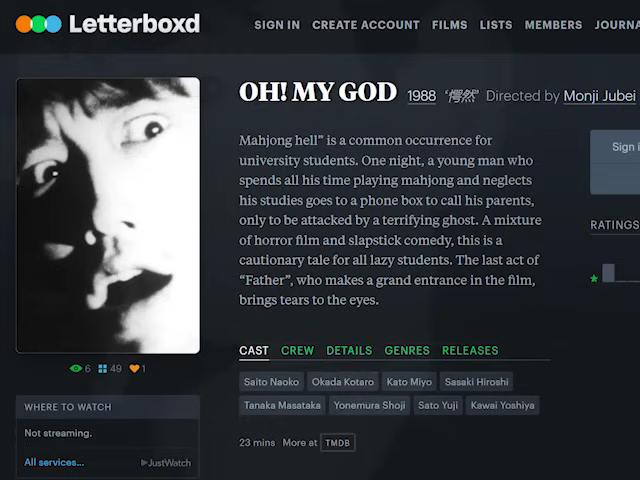 Letterboxd
SIGN IN CREATE ACCOUNT FILMS LISTS MEMBERS JOURNA
OH! MY GOD 1988 ‘愕然’ Directed by Monji Jubei
Mahjong hell” is a common occurrence for
university students. One night, a young man who
spends all his time playing mahjong and neglects
his studies goes to a phone box to call his parents,
only to be attacked by a terrifying ghost. A mixture
of horror film and slapstick comedy, this is a
cautionary tale for all lazy students. The last act of
“Father”, who makes a grand entrance in the film,
brings tears to the eyes.
Sign i
RATINGS
CAST CREW DETAILS GENRES RELEASES
Saito Naoko Okada Kotaro Kato Miyo Sasaki Hiroshi
Tanaka Masataka Yonemura Shoji Sato Yuji Kawai Yoshiya
23 mins More at TMDB
6 49 1
WHERE TO WATCH
Not streaming.
All services... JustWatch